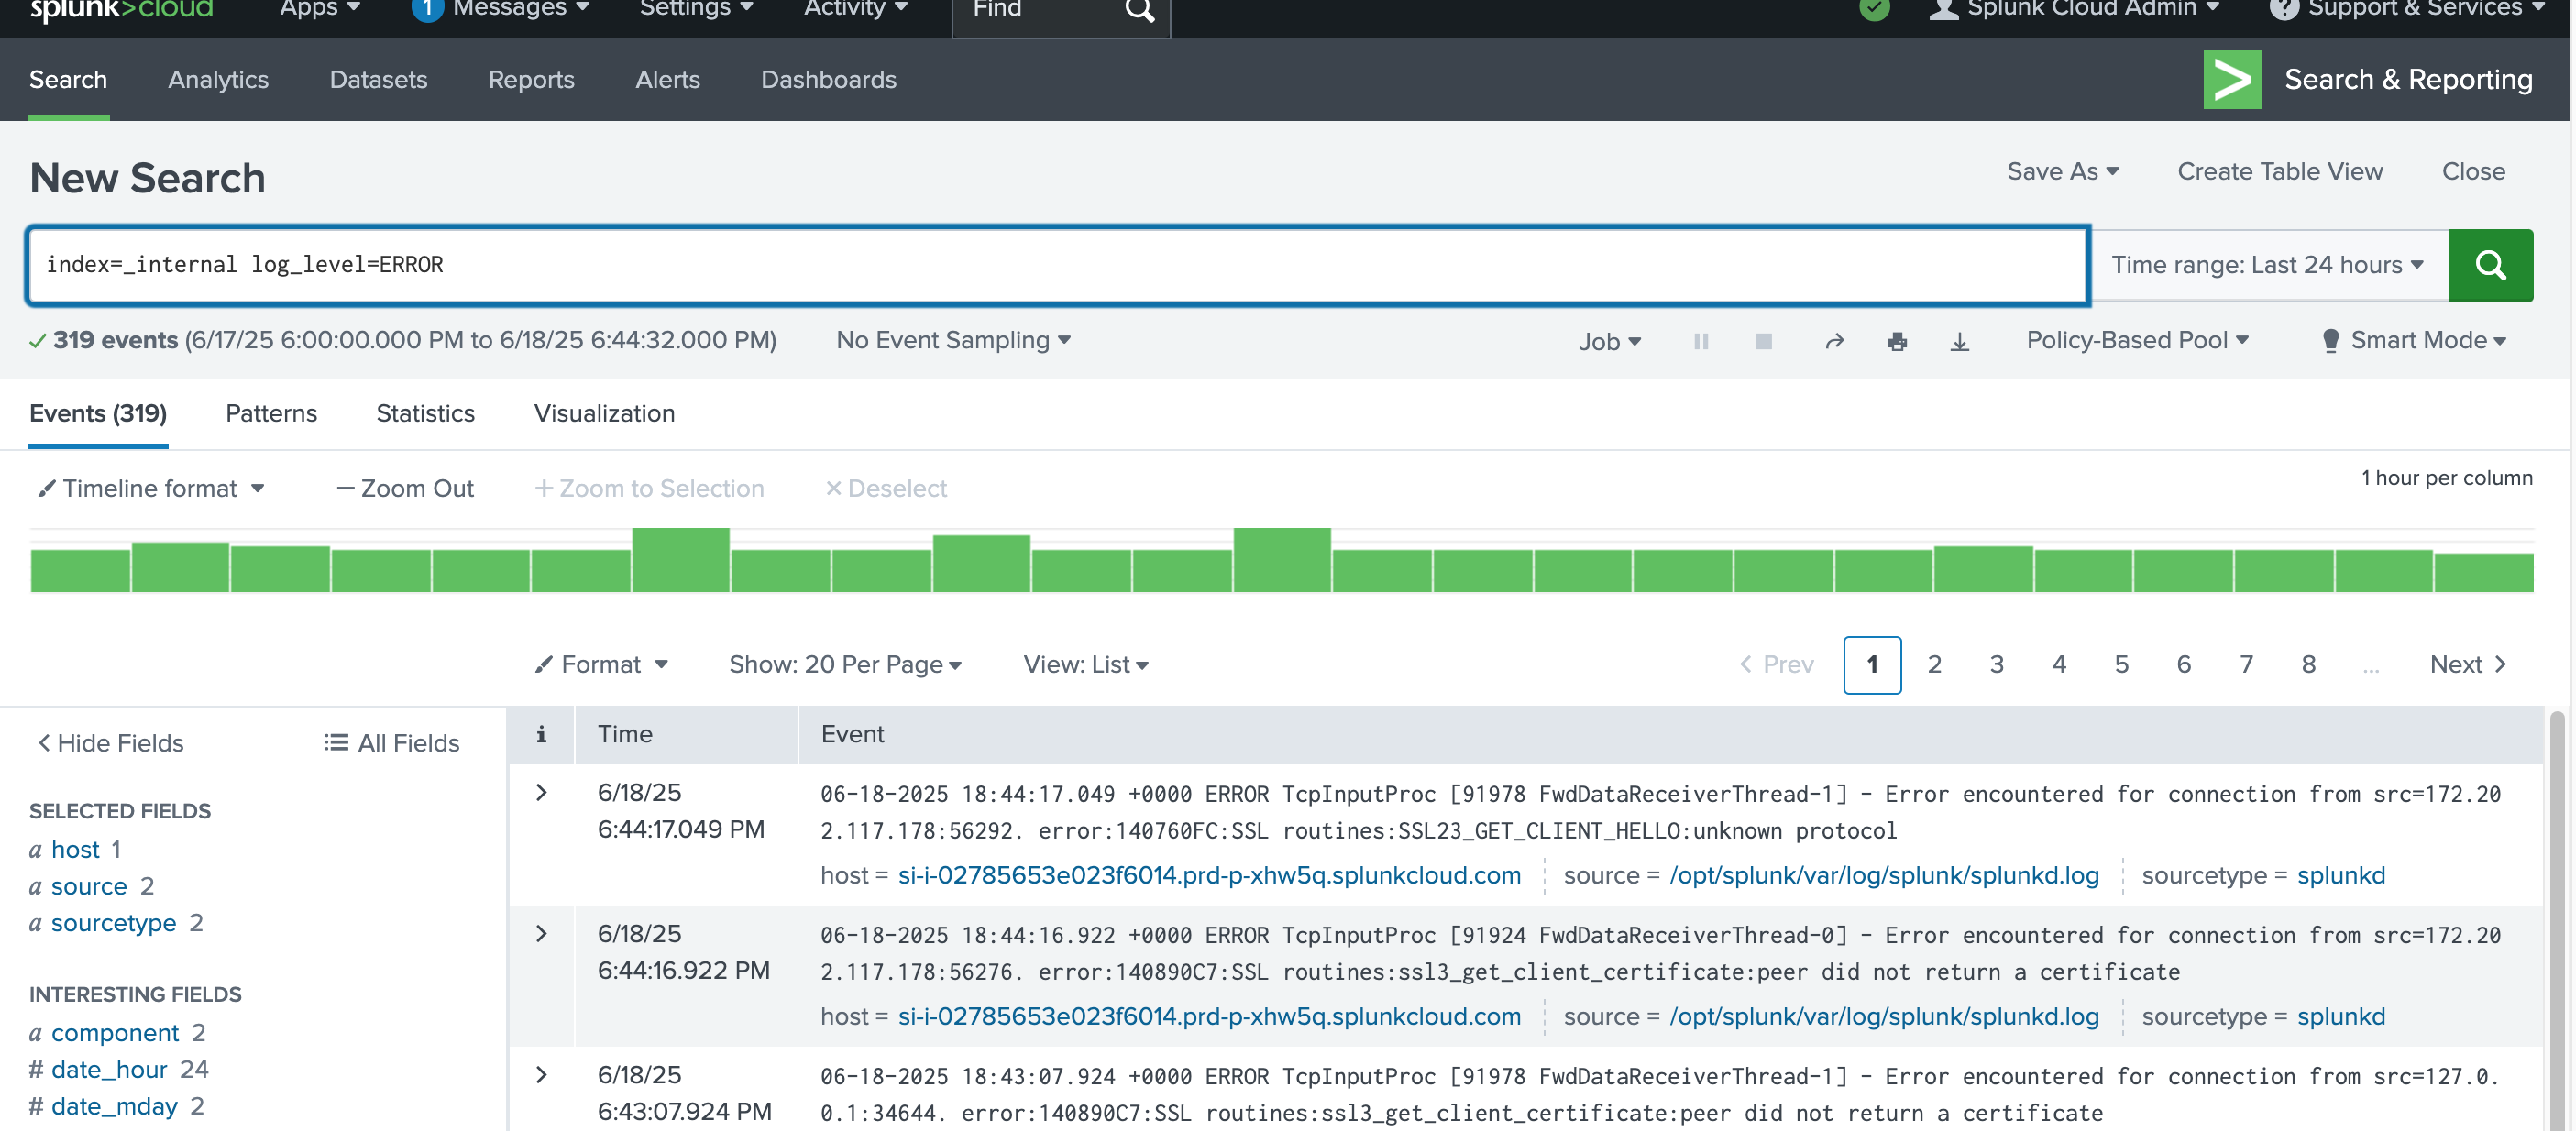 splunk>cloud Apps 1 Messages Settings Activity Find Splunk Cloud Admin ? Support & Services
Search Analytics Datasets Reports Alerts Dashboards > Search & Reporting
New Search Save As Create Table View Close
index=_internal log_level=ERROR Time range: Last 24 hours
✓ 319 events (6/17/25 6:00:00.000 PM to 6/18/25 6:44:32.000 PM) No Event Sampling Job Policy-Based Pool Smart Mode
Events (319) Patterns Statistics Visualization
Timeline format — Zoom Out + Zoom to Selection × Deselect 1 hour per column
Format Show: 20 Per Page View: List < Prev 1 2 3 4 5 6 7 8 ... Next >
< Hide Fields All Fields
SELECTED FIELDS
a host 1
a source 2
a sourcetype 2
INTERESTING FIELDS
a component 2
# date_hour 24
# date_mday 2
i Time Event
> 6/18/25
6:44:17.049 PM
06-18-2025 18:44:17.049 +0000 ERROR TcpInputProc [91978 FwdDataReceiverThread-1] - Error encountered for connection from src=172.20
2.117.178:56292. error:140760FC:SSL routines:SSL23_GET_CLIENT_HELLO:unknown protocol
host = si-i-02785653e023f6014.prd-p-xhw5q.splunkcloud.com source = /opt/splunk/var/log/splunk/splunkd.log sourcetype = splunkd
> 6/18/25
6:44:16.922 PM
06-18-2025 18:44:16.922 +0000 ERROR TcpInputProc [91924 FwdDataReceiverThread-0] - Error encountered for connection from src=172.20
2.117.178:56276. error:140890C7:SSL routines:ssl3_get_client_certificate:peer did not return a certificate
host = si-i-02785653e023f6014.prd-p-xhw5q.splunkcloud.com source = /opt/splunk/var/log/splunk/splunkd.log sourcetype = splunkd
> 6/18/25
6:43:07.924 PM
06-18-2025 18:43:07.924 +0000 ERROR TcpInputProc [91978 FwdDataReceiverThread-1] - Error encountered for connection from src=127.0.
0.1:34644. error:140890C7:SSL routines:ssl3_get_client_certificate:peer did not return a certificate